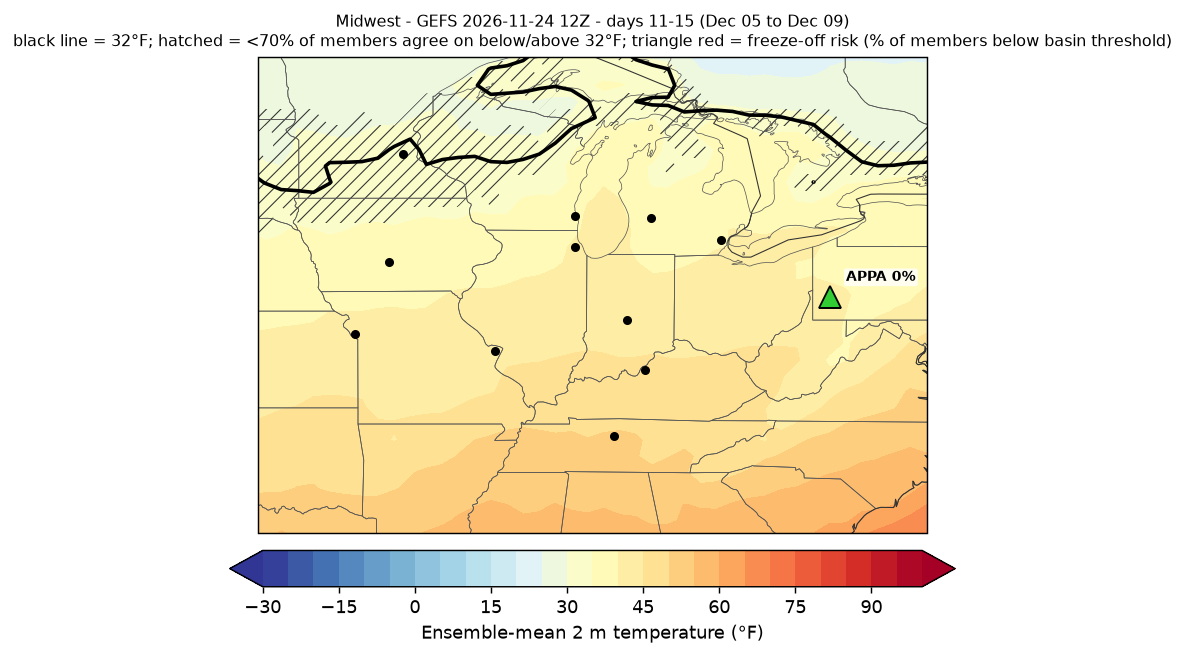 Midwest - GEFS 2026-11-24 12Z - days 11-15 (Dec 05 to Dec 09)
black line = 32°F; hatched = <70% of members agree on below/above 32°F; triangle red = freeze-off risk (% of members below basin threshold)
APPA 0%
−30 −15 0 15 30 45 60 75 90
Ensemble-mean 2 m temperature (°F)